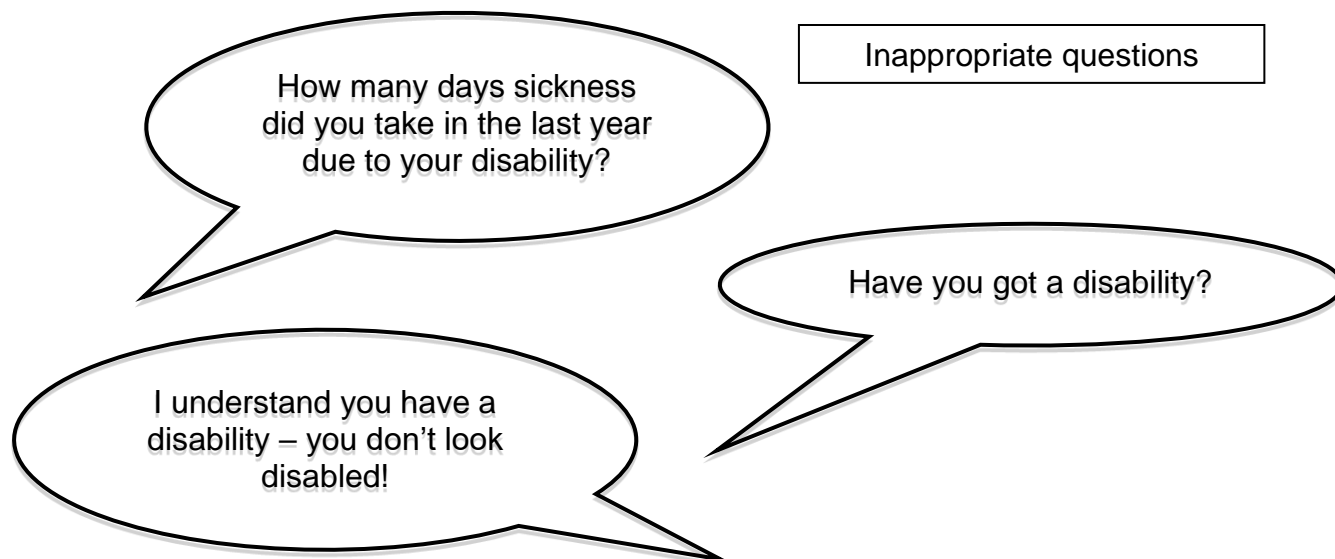 Inappropriate questions
How many days sickness
did you take in the last year
due to your disability?
Have you got a disability?
I understand you have a
disability – you don’t look
disabled!